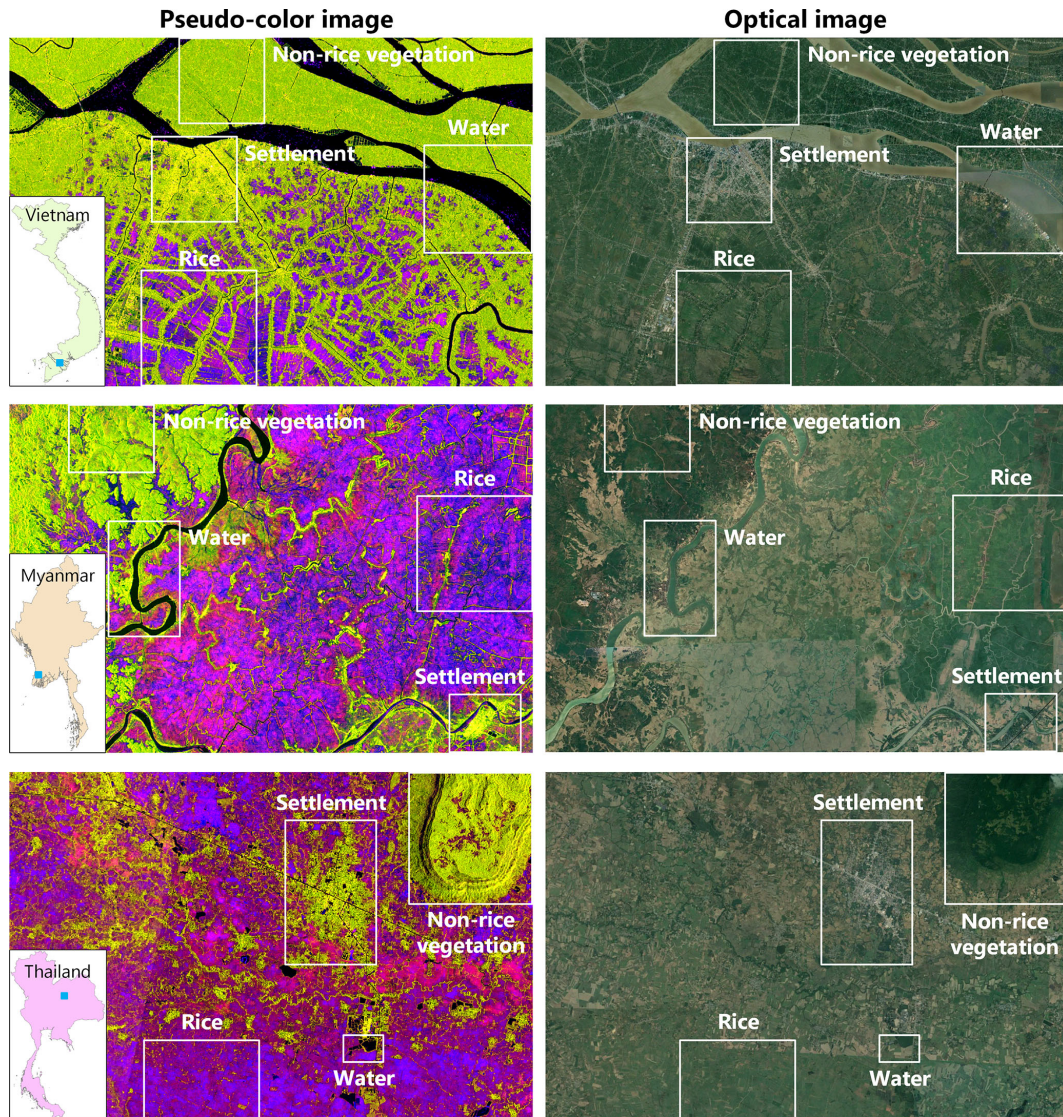 Pseudo-color image
Optical image
Non-rice vegetation
Water
Settlement
Rice
Vietnam
Non-rice vegetation
Water
Settlement
Rice
Non-rice vegetation
Rice
Water
Myanmar
Settlement
Non-rice vegetation
Rice
Water
Settlement
Settlement
Non-rice
vegetation
Thailand
Rice
Water
Settlement
Non-rice
vegetation
Rice
Water